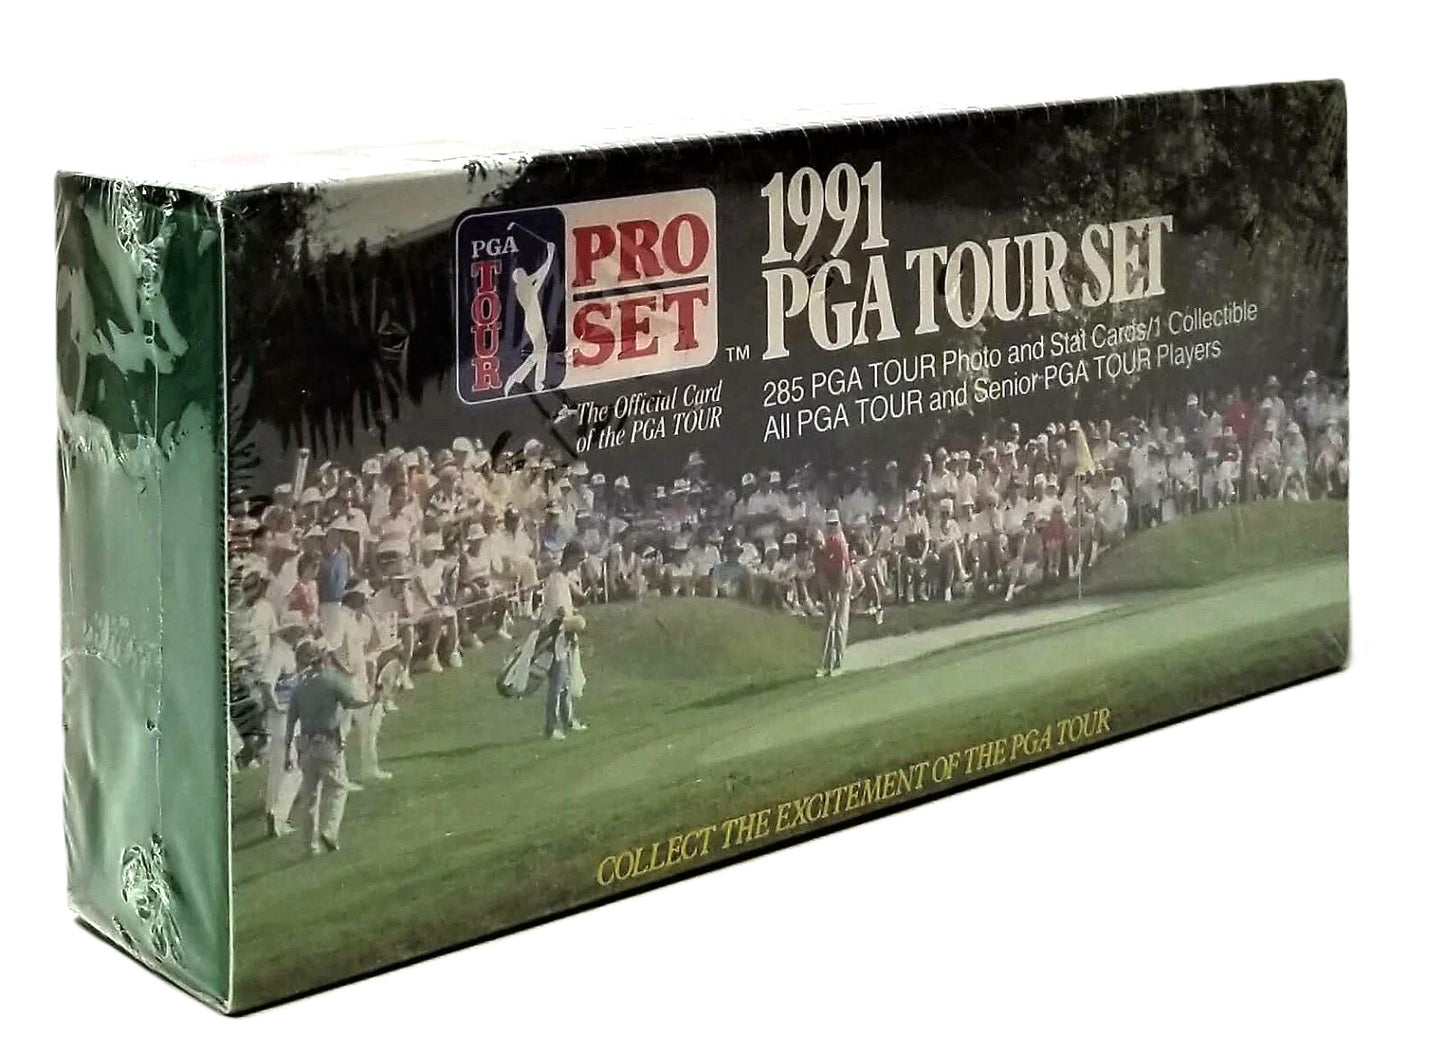 PGA
TOUR
PRO
SET
™
The Official Card
of the PGA TOUR
1991
PGA TOUR SET
285 PGA TOUR Photo and Stat Cards/1 Collectible
All PGA TOUR and Senior PGA TOUR Players
COLLECT THE EXCITEMENT OF THE PGA TOUR